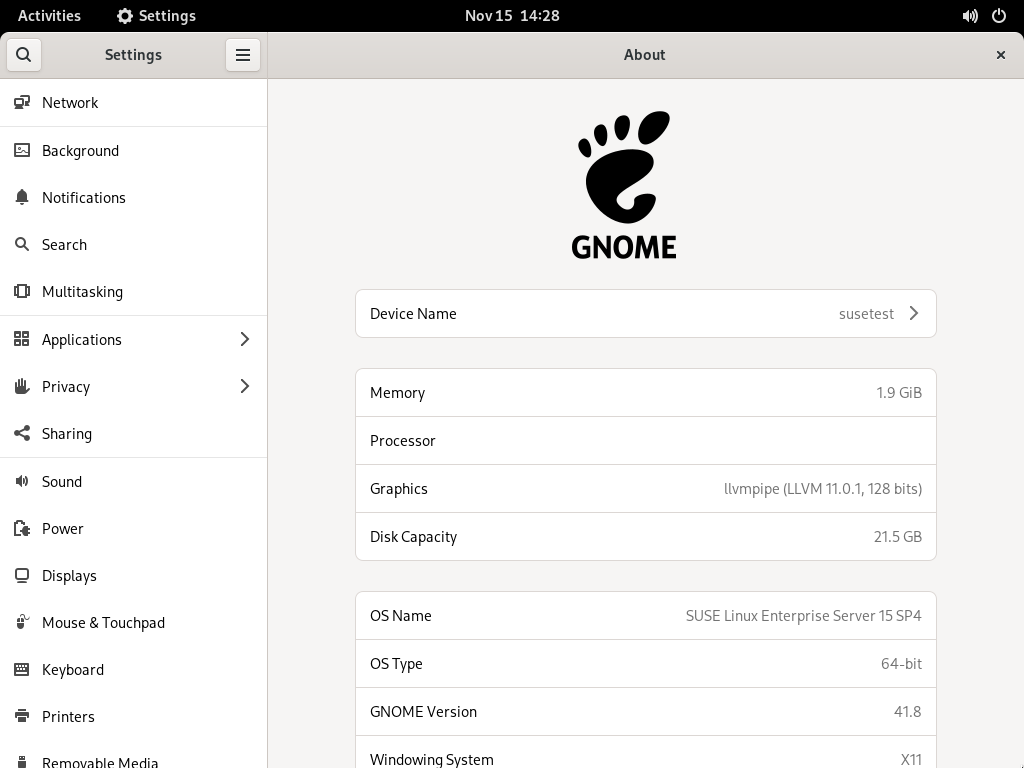 Activities Settings Nov 15 14:28
Settings About
Network
Background
Notifications
Search
Multitasking
Applications
Privacy
Sharing
Sound
Power
Displays
Mouse & Touchpad
Keyboard
Printers
Removable Media
GNOME
Device Name susetest
Memory 1.9 GiB
Processor
Graphics llvmpipe (LLVM 11.0.1, 128 bits)
Disk Capacity 21.5 GB
OS Name SUSE Linux Enterprise Server 15 SP4
OS Type 64-bit
GNOME Version 41.8
Windowing System X11